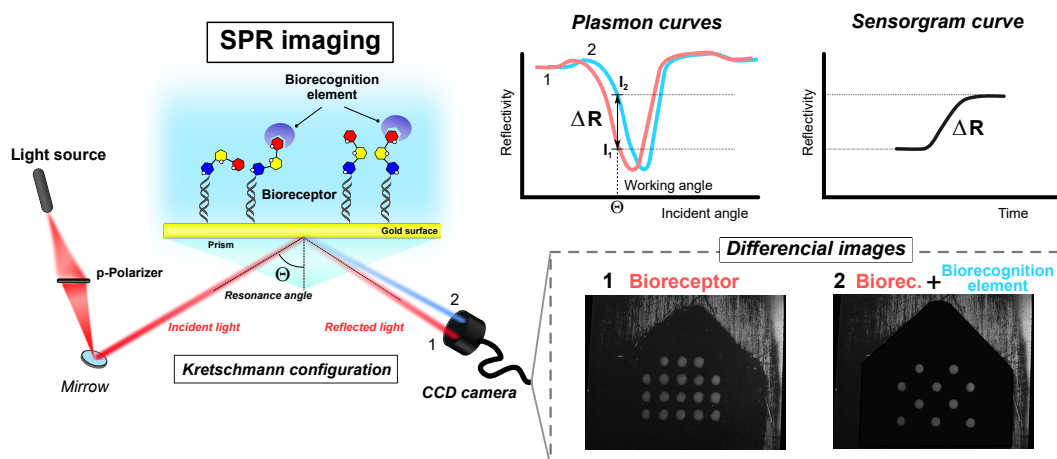 SPR imaging
Biorecognition
element
Light source
Bioreceptor
Gold surface
Prism
p-Polarizer
Θ
Resonance angle
2
1
Incident light
Reflected light
Mirrow
Kretschmann configuration
CCD camera
Plasmon curves
2
1
I2
ΔR
I1
Reflectivity
Working angle
Θ
Incident angle
Sensorgram curve
Reflectivity
ΔR
Time
Differencial images
1 Bioreceptor
2 Biorec. + Biorecognition
element